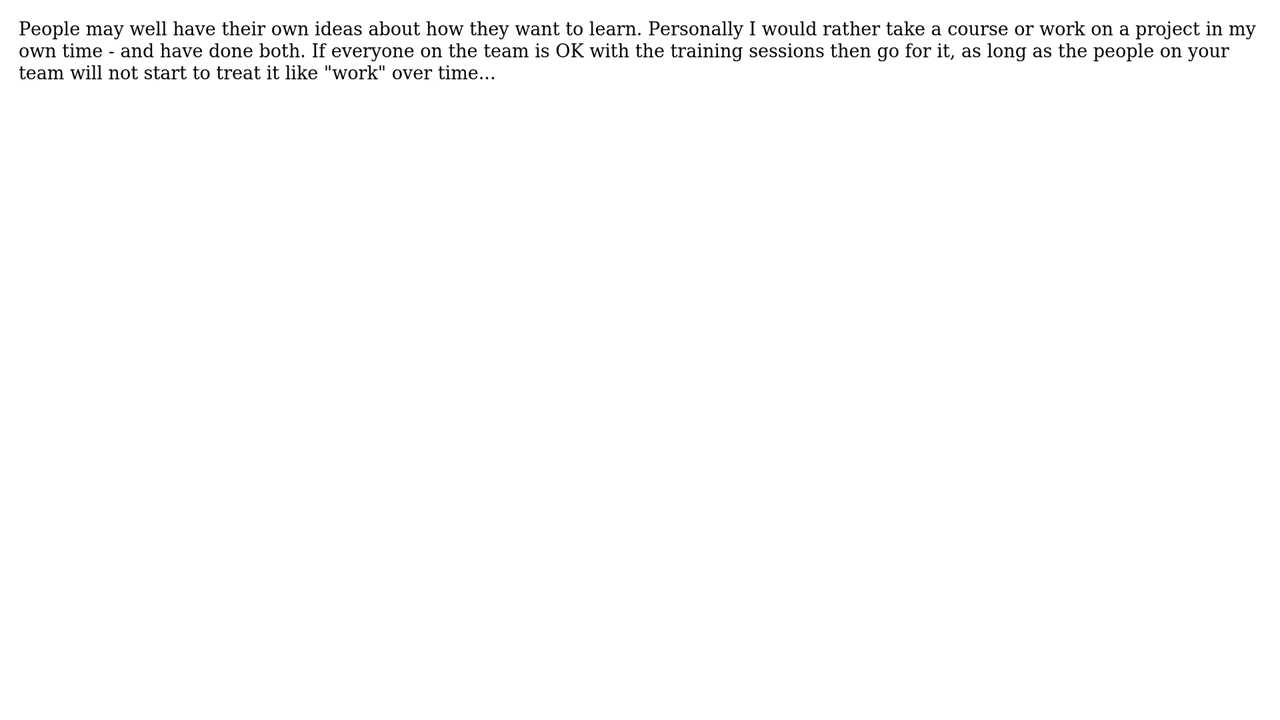 People may well have their own ideas about how they want to learn. Personally I would rather take a course or work on a project in my
own time - and have done both. If everyone on the team is OK with the training sessions then go for it, as long as the people on your
team will not start to treat it like "work" over time...